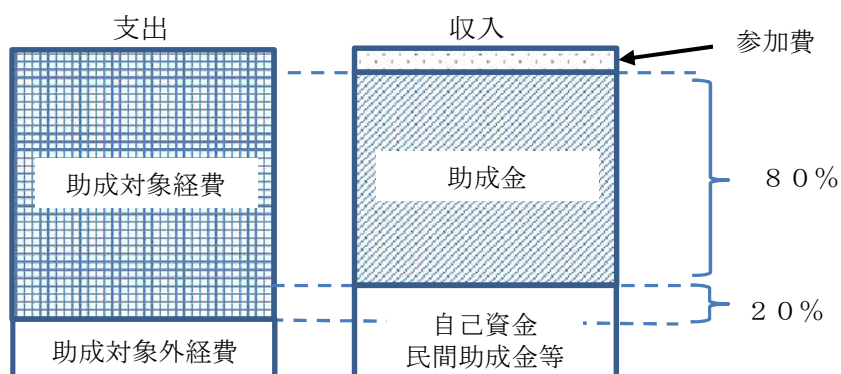 支出
収入
参加費
助成対象経費
助成金
８０％
２０％
助成対象外経費
自己資金
民間助成金等